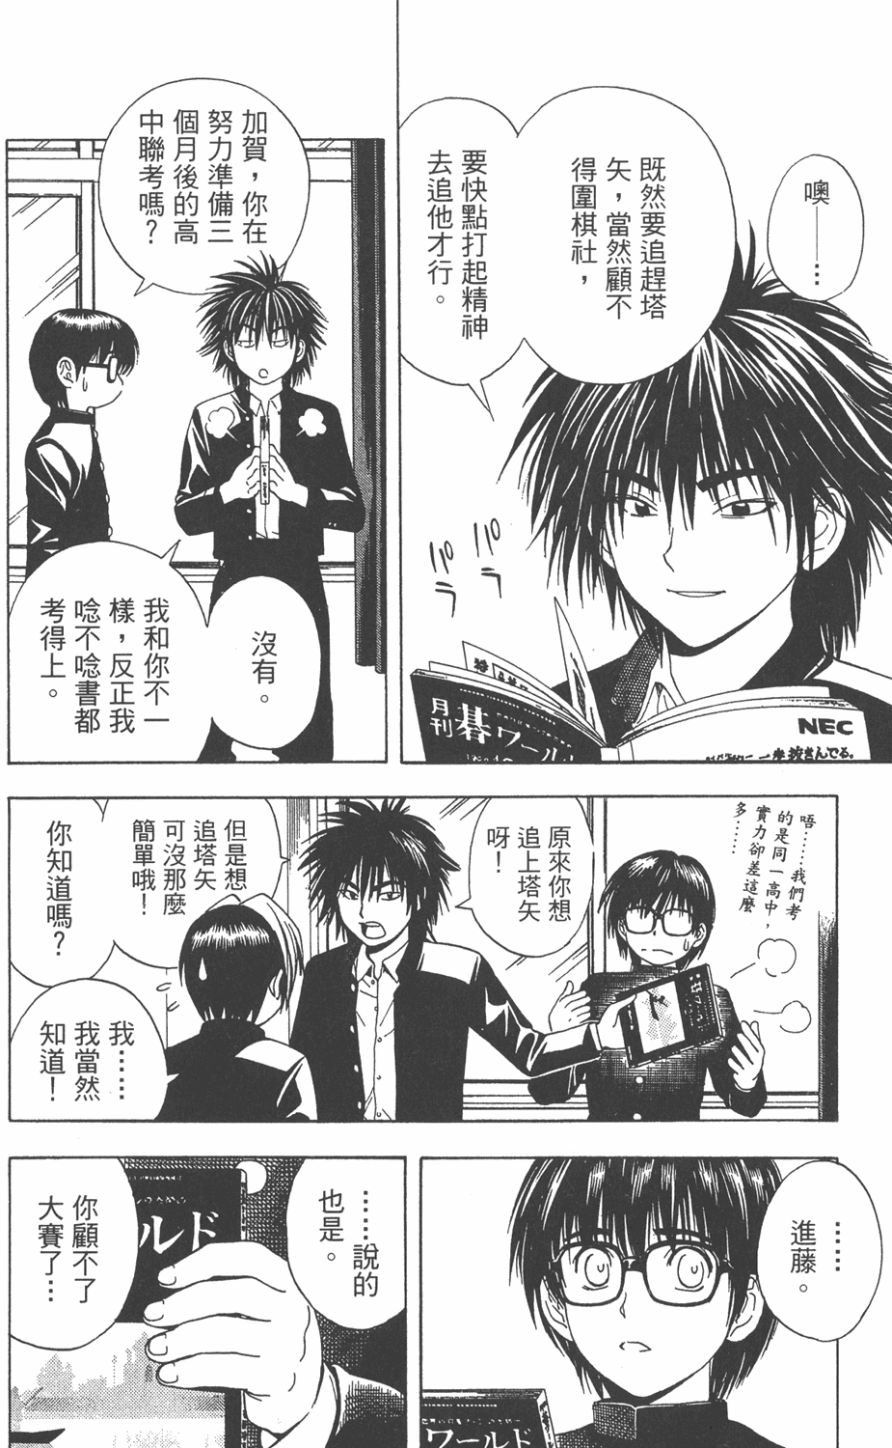 噢──…
既然要追趕塔
矢，當然顧不
得圍棋社，
要快點打起精神
去追他才行。
パラ
パラ
NEC
月刊
碁ワールド
加賀，你在
努力準備三
個月後的高
中聯考嗎？
沒有。
我和你不一
樣，反正我
唸不唸書都
考得上。
唔……我們考
的是同一高中，
實力卻差這麼
多……
原來你想
追上塔矢
呀！
但是想
追塔矢
可沒那麼
簡單哦！
你知道嗎？
我……
我當然
知道！
……
進藤。
ワールド
……說的
也是。
你顧不了
大賽了…
ルド